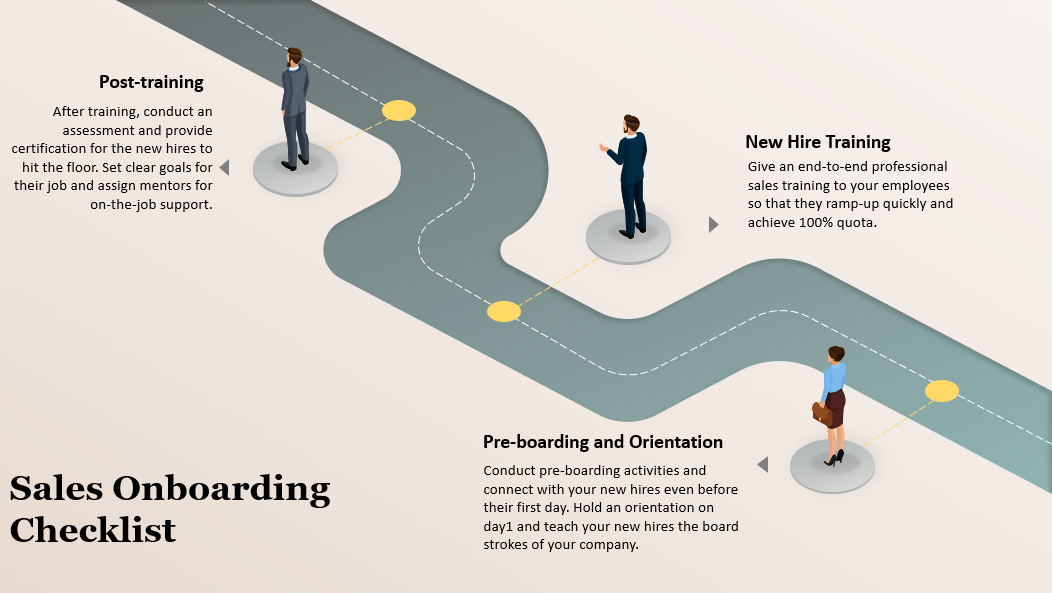 Post-training
After training, conduct an
assessment and provide
certification for the new hires to
hit the floor. Set clear goals for
their job and assign mentors for
on-the-job support.
New Hire Training
Give an end-to-end professional
sales training to your employees
so that they ramp-up quickly and
achieve 100% quota.
Pre-boarding and Orientation
Conduct pre-boarding activities and
connect with your new hires even before
their first day. Hold an orientation on
day1 and teach your new hires the board
strokes of your company.
Sales Onboarding
Checklist